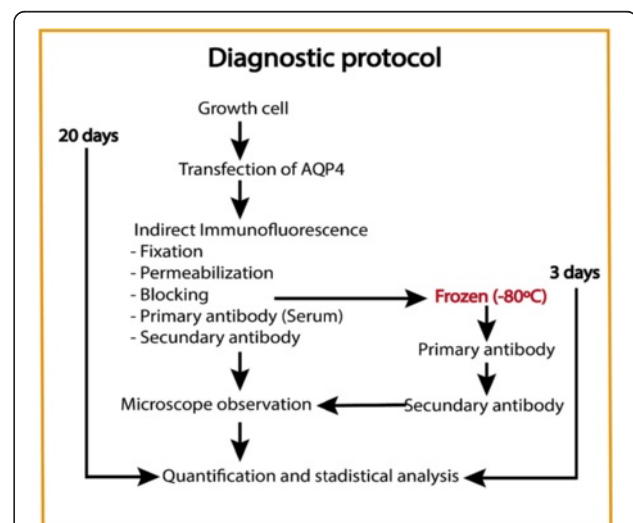 Diagnostic protocol
Growth cell
20 days
Transfection of AQP4
Indirect Immunofluorescence
- Fixation
- Permeabilization
- Blocking
- Primary antibody (Serum)
- Secundary antibody
3 days
Frozen (-80ºC)
Primary antibody
Secundary antibody
Microscope observation
Quantification and stadistical analysis